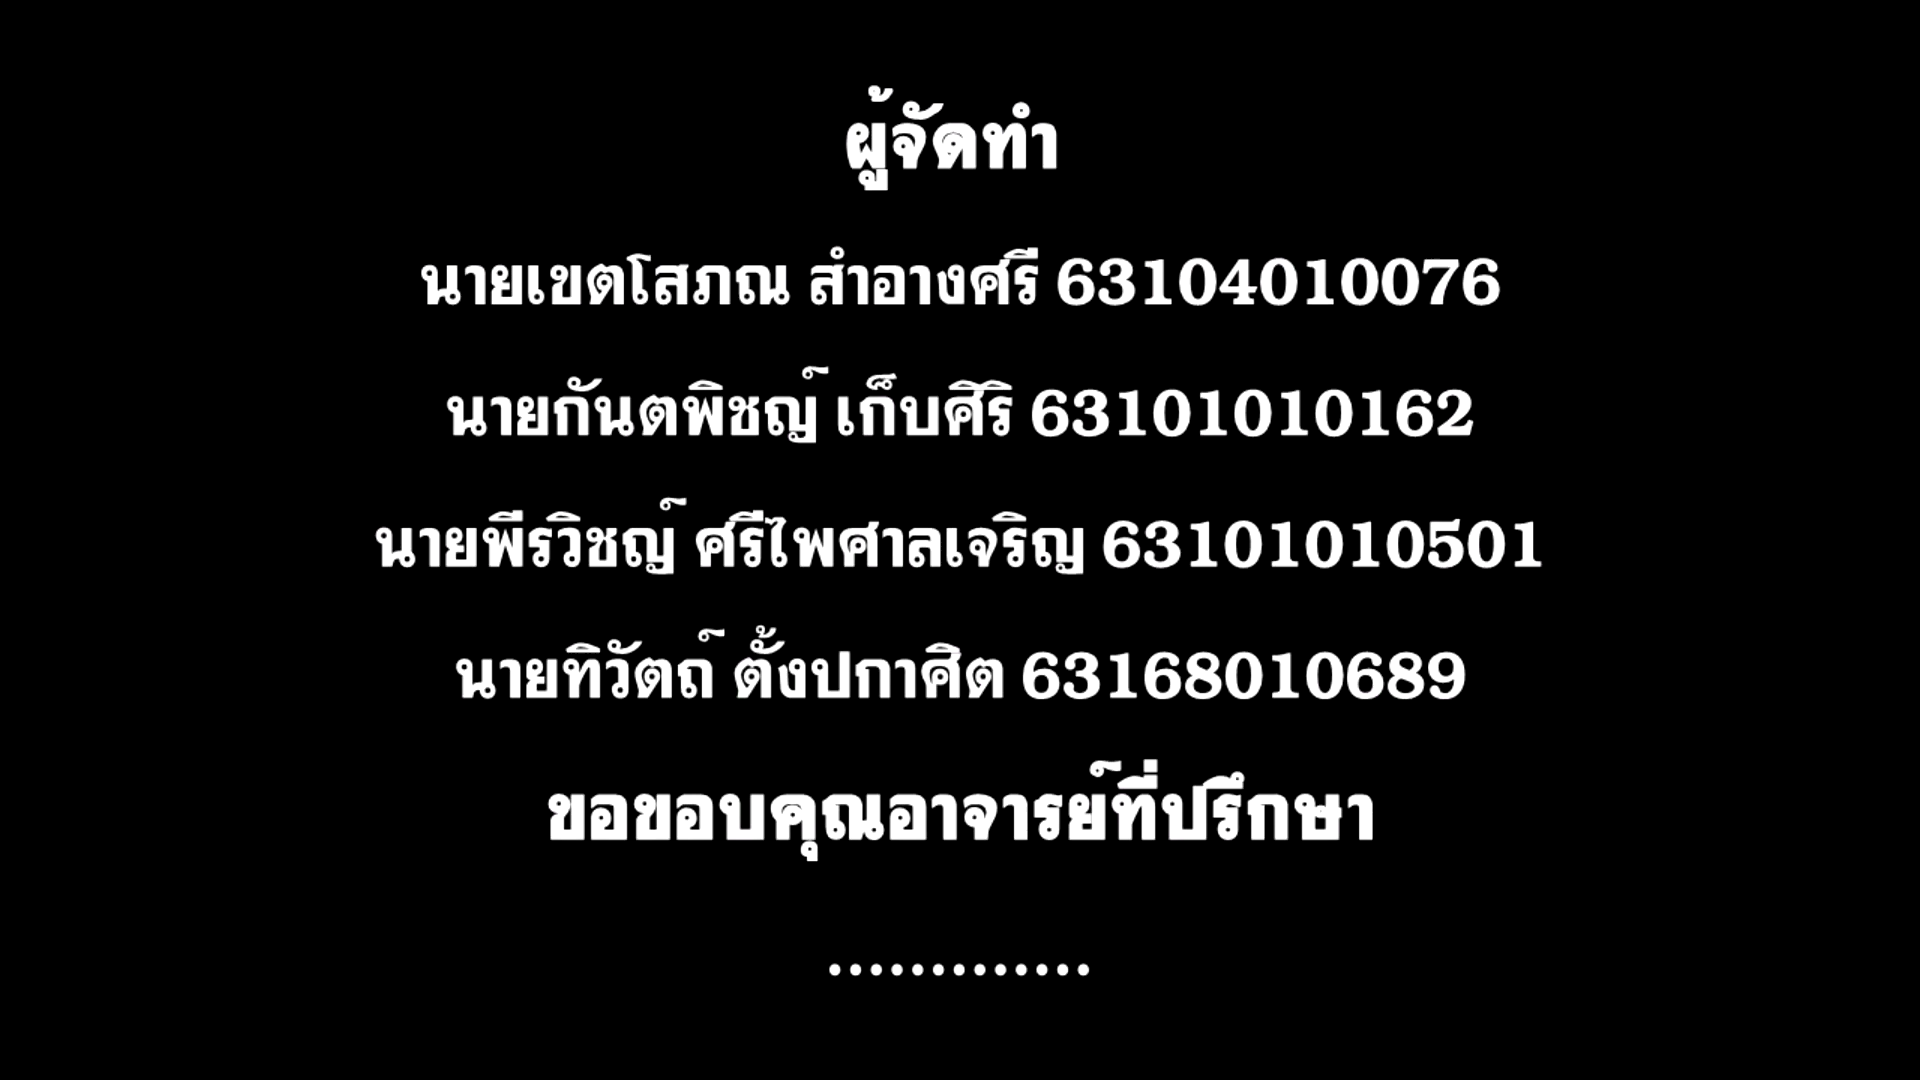 ผู้จัดทำ
นายเขตโสภณ สำอางศรี 63104010076
นายกันตพิชญ์ เก็บศิริ 63101010162
นายพีรวิชญ์ ศรีไพศาลเจริญ 63101010501
นายทิวัตถ์ ตั้งปกาศิต 63168010689
ขอขอบคุณอาจารย์ที่ปรึกษา
.............